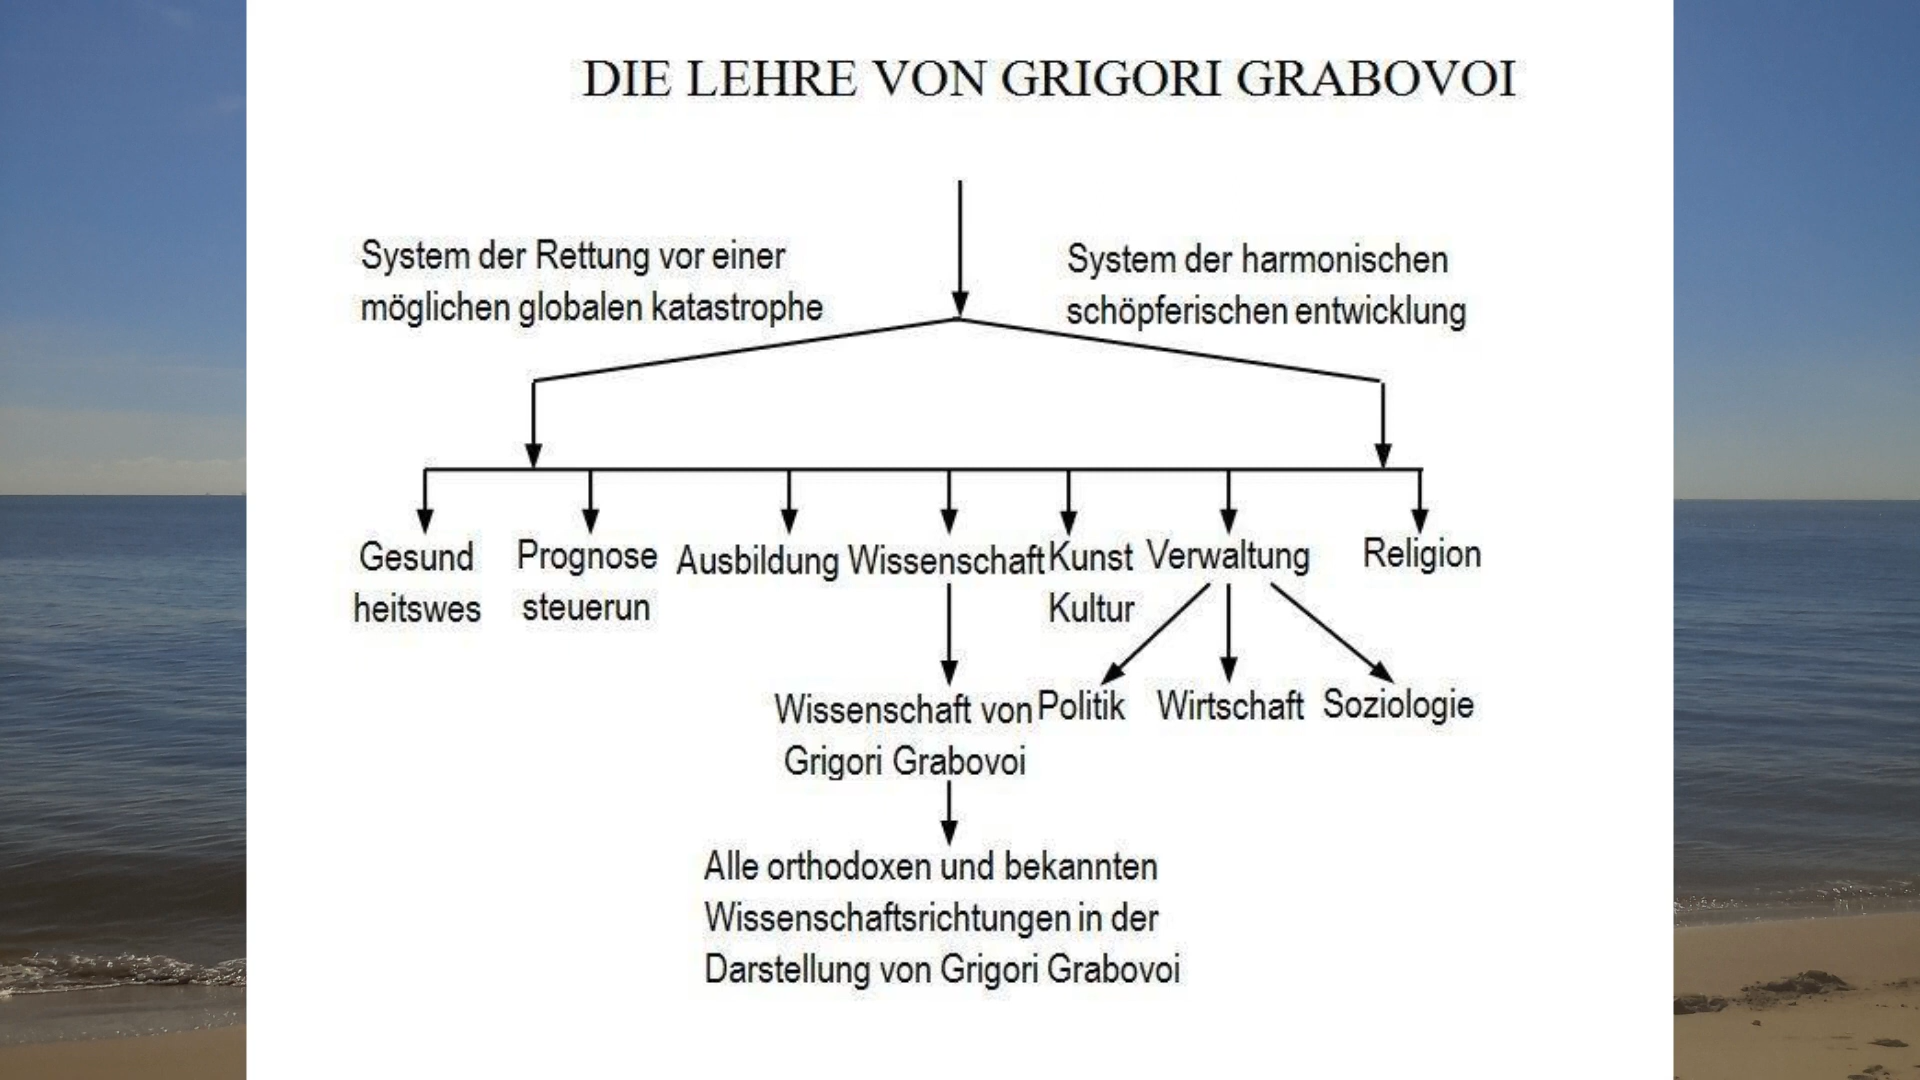 DIE LEHRE VON GRIGORI GRABOVOI
System der Rettung vor einer
möglichen globalen katastrophe
System der harmonischen
schöpferischen entwicklung
Gesund
heitswes
Prognose
steuerun
Ausbildung
Wissenschaft
Kunst
Kultur
Verwaltung
Religion
Wissenschaft von
Grigori Grabovoi
Politik
Wirtschaft
Soziologie
Alle orthodoxen und bekannten
Wissenschaftsrichtungen in der
Darstellung von Grigori Grabovoi